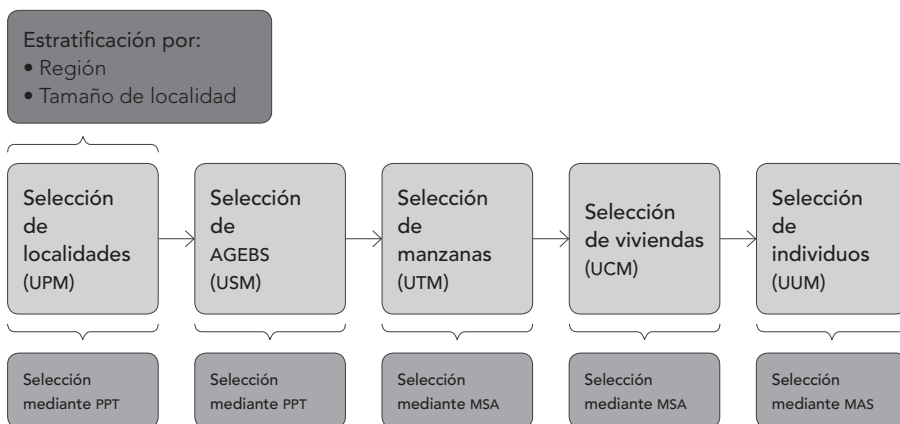 Estratificación por:
• Región
• Tamaño de localidad
Selección
de
localidades
(UPM)
Selección
de
AGEBS
(USM)
Selección
de
manzanas
(UTM)
Selección
de viviendas
(UCM)
Selección
de
individuos
(UUM)
Selección
mediante PPT
Selección
mediante PPT
Selección
mediante MSA
Selección
mediante MSA
Selección
mediante MAS